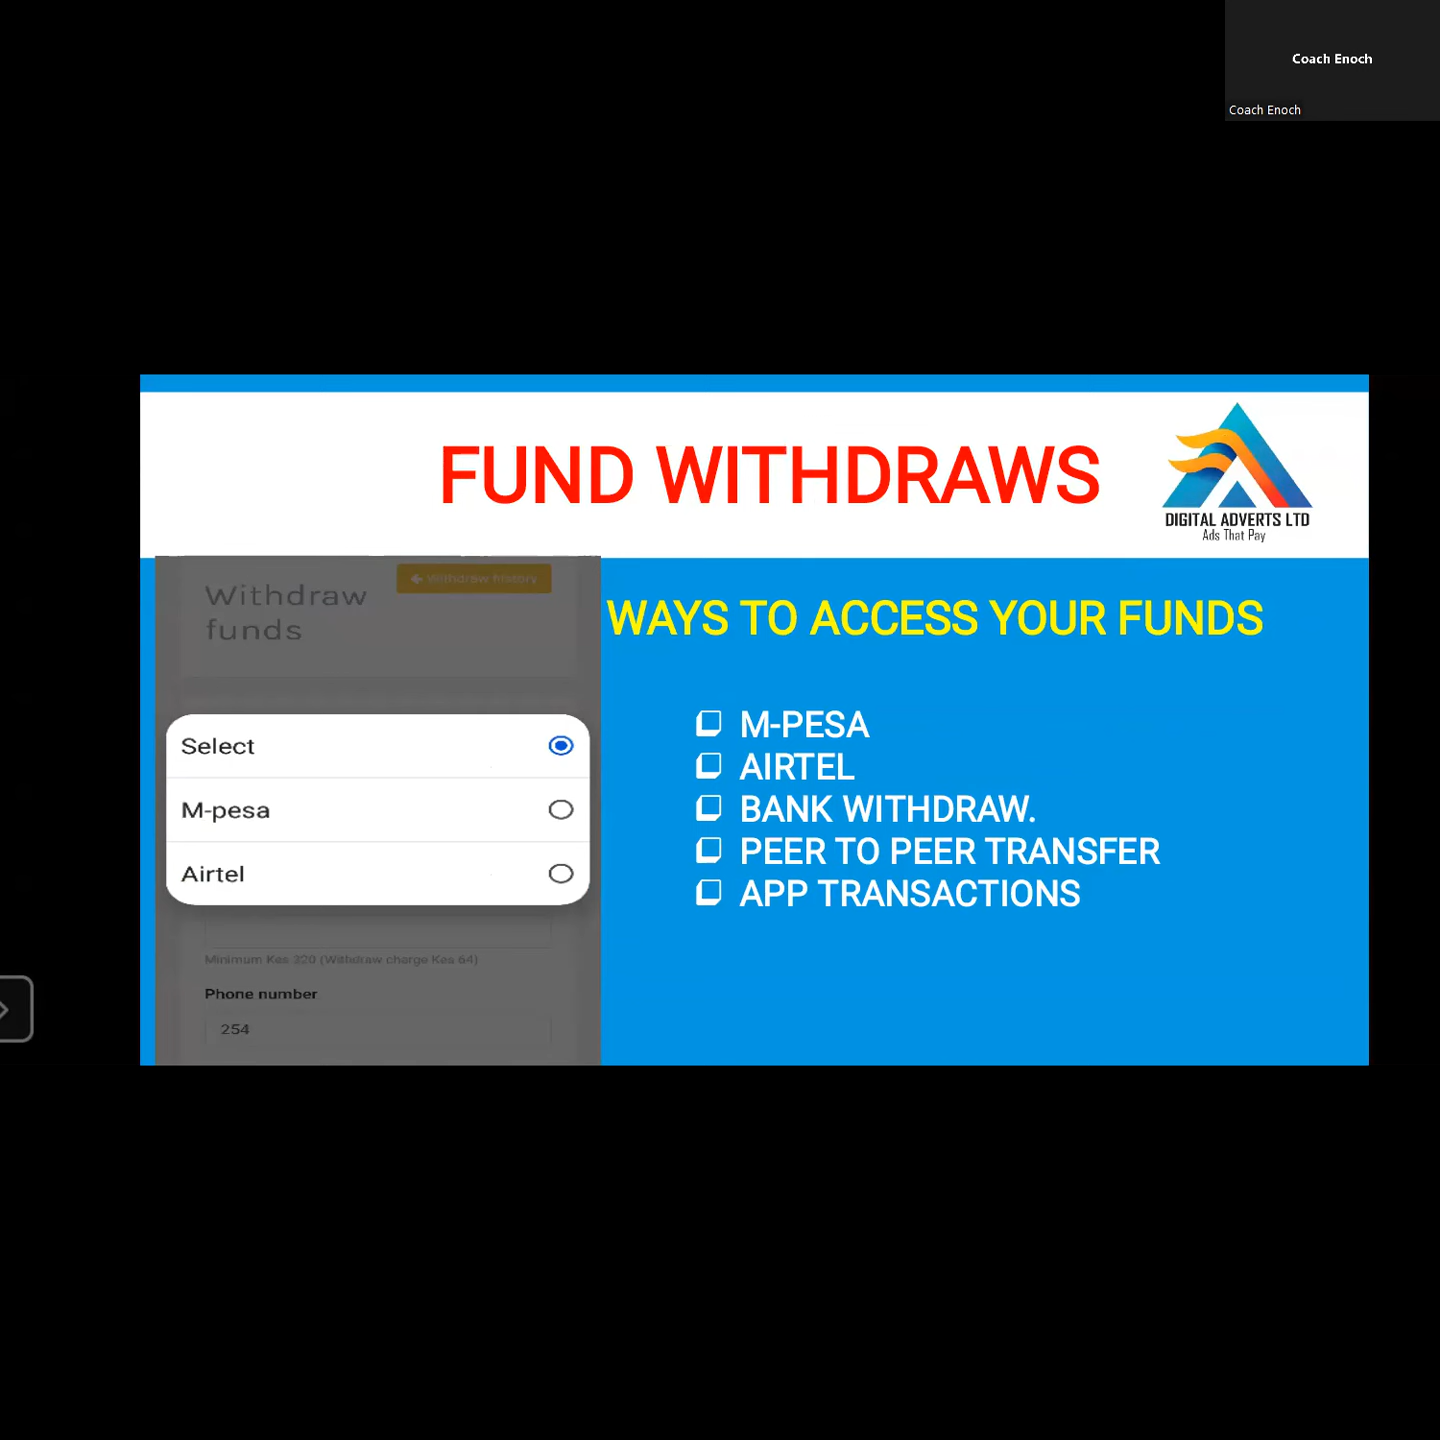 Coach Enoch
Coach Enoch
FUND WITHDRAWS
DIGITAL ADVERTS LTD
Ads That Pay
Withdraw history
Withdraw
funds
Select
M-pesa
Airtel
Minimum Kes 320 (Withdraw charge Kes 64)
Phone number
254
WAYS TO ACCESS YOUR FUNDS
M-PESA
AIRTEL
BANK WITHDRAW.
PEER TO PEER TRANSFER
APP TRANSACTIONS